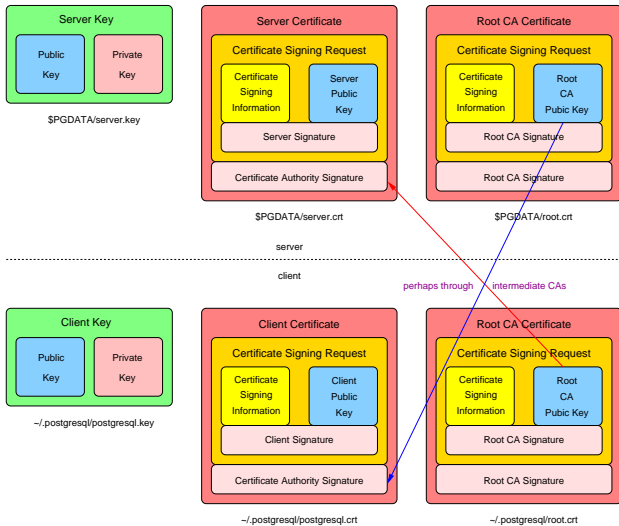 Server Key
Public
Key
Private
Key
$PGDATA/server.key
Server Certificate
Certificate Signing Request
Certificate
Signing
Information
Server
Public
Key
Server Signature
Certificate Authority Signature
$PGDATA/server.crt
Root CA Certificate
Certificate Signing Request
Certificate
Signing
Information
Root
CA
Pubic Key
Root CA Signature
Root CA Signature
$PGDATA/root.crt
server
client
perhaps through
intermediate CAs
Client Key
Public
Key
Private
Key
~/.postgresql/postgresql.key
Client Certificate
Certificate Signing Request
Certificate
Signing
Information
Client
Public
Key
Client Signature
Certificate Authority Signature
~/.postgresql/postgresql.crt
Root CA Certificate
Certificate Signing Request
Certificate
Signing
Information
Root
CA
Pubic Key
Root CA Signature
Root CA Signature
~/.postgresql/root.crt